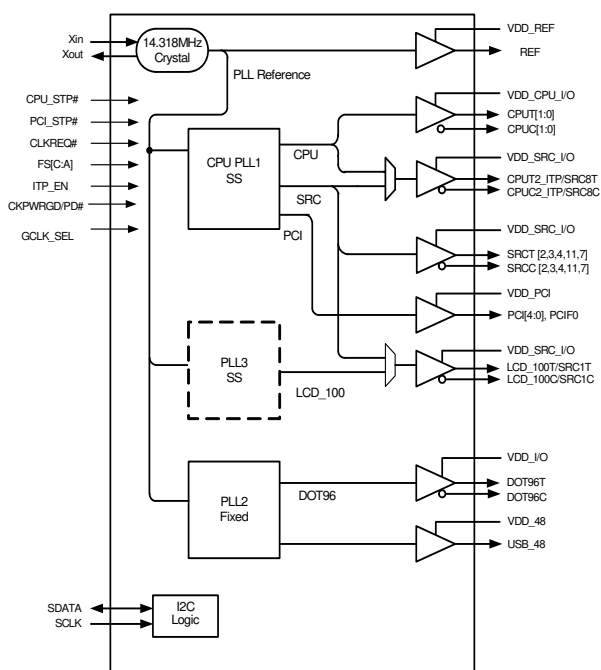 Xin
Xout
14.318MHz
Crystal
PLL Reference
VDD_REF
REF
CPU_STP#
PCI_STP#
CLKREQ#
FS[C:A]
ITP_EN
CKPWRGD/PD#
GCLK_SEL
CPU PLL1
SS
CPU
SRC
PCI
VDD_CPU_I/O
CPUT[1:0]
CPUC[1:0]
VDD_SRC_I/O
CPUT2_ITP/SRC8T
CPUC2_ITP/SRC8C
VDD_SRC_I/O
SRCT [2,3,4,11,7]
SRCC [2,3,4,11,7]
VDD_PCI
PCI[4:0], PCIF0
PLL3
SS
LCD_100
VDD_SRC_I/O
LCD_100T/SRC1T
LCD_100C/SRC1C
PLL2
Fixed
DOT96
VDD_I/O
DOT96T
DOT96C
VDD_48
USB_48
SDATA
SCLK
I2C
Logic